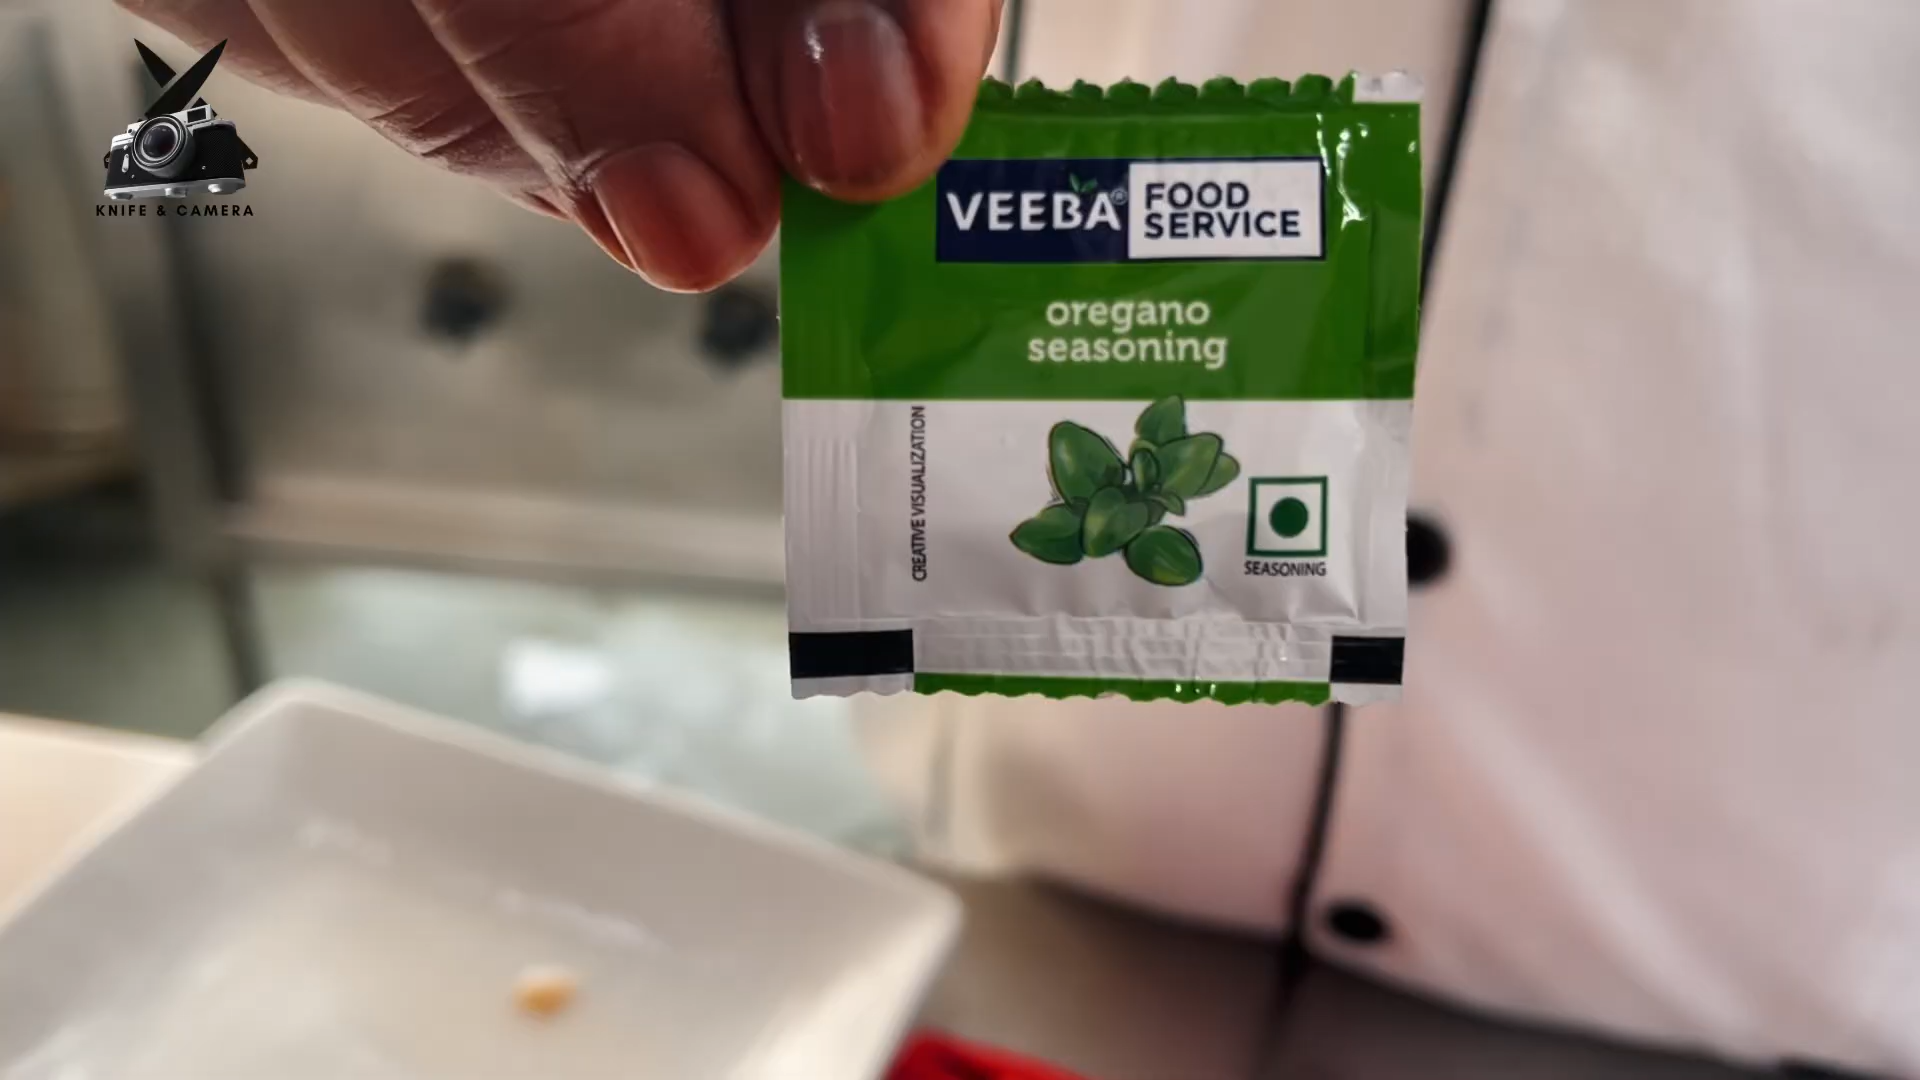 KNIFE & CAMERA
VEEBA®
FOOD
SERVICE
oregano
seasoning
CREATIVE VISUALIZATION
SEASONING